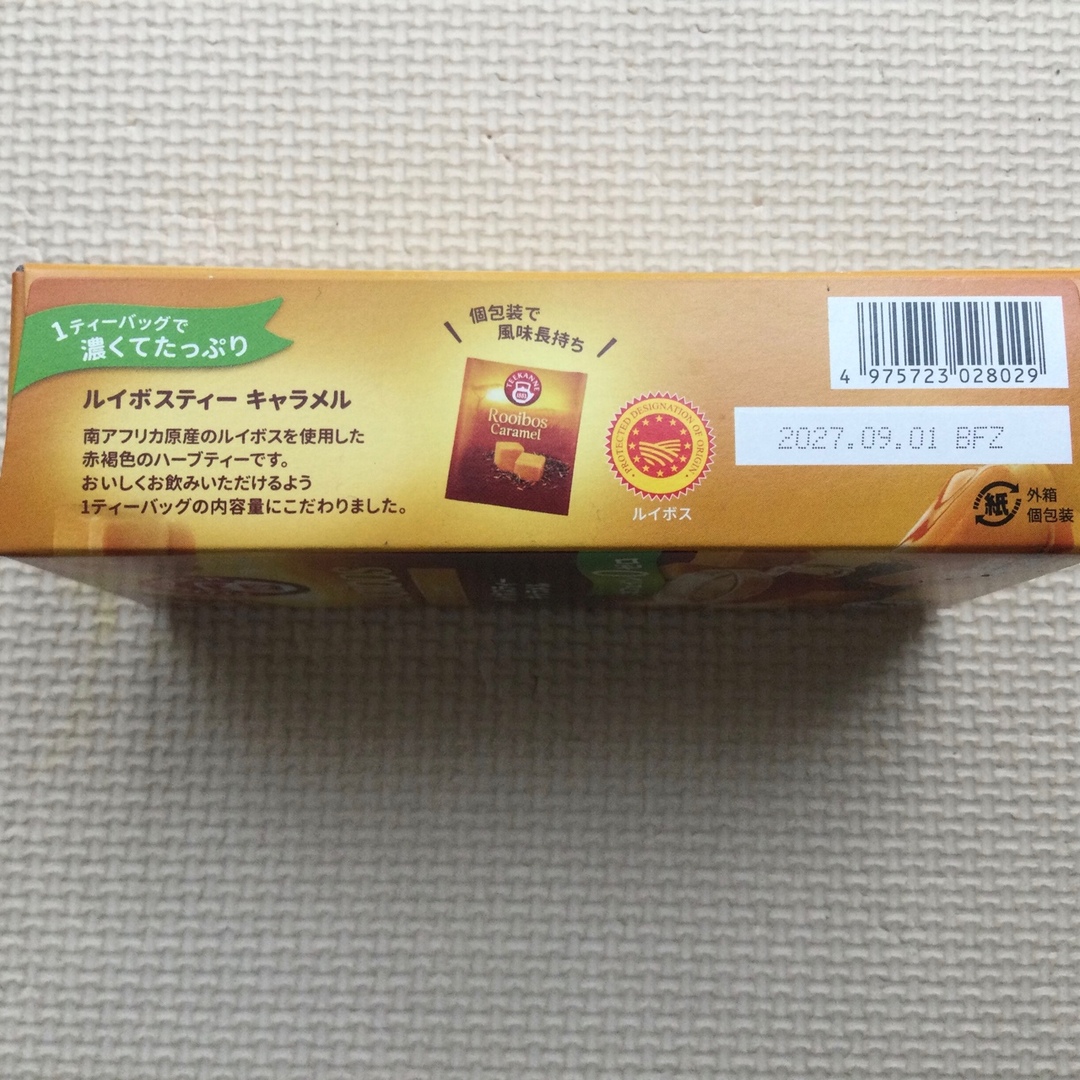 1ティーバッグで
濃くてたっぷり
ルイボスティー キャラメル
南アフリカ原産のルイボスを使用した
赤褐色のハーブティーです。
おいしくお飲みいただけるよう
1ティーバッグの内容量にこだわりました。
個包装で
風味長持ち
TEEKANNE
Rooibos
Caramel
PROTECTED DESIGNATION OF ORIGIN
ルイボス
4 975723 028029
2027.09.01 BFZ
紙
外箱
個包装